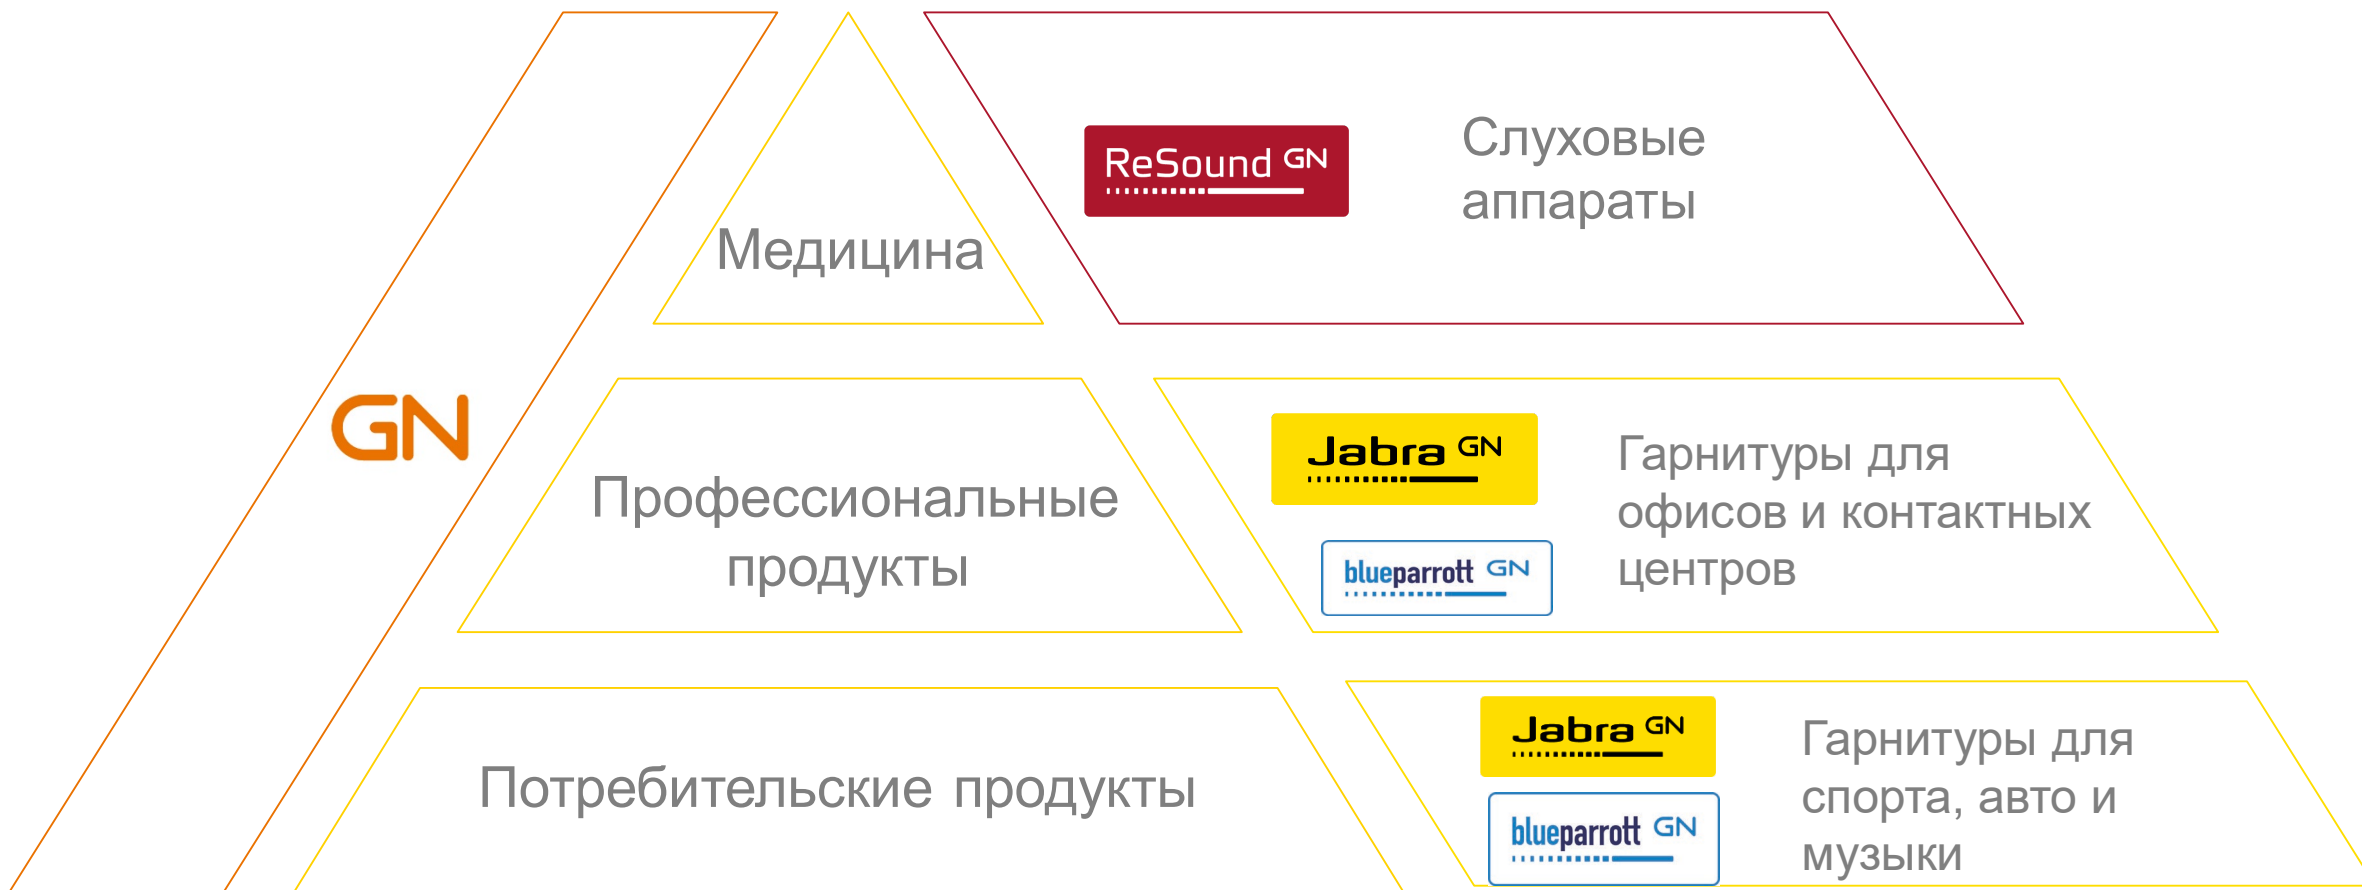 ReSound GN
Слуховые
аппараты
Медицина
GN
Jabra GN
blueparrott GN
Гарнитуры для
офисов и контактных
центров
Профессиональные
продукты
Jabra GN
blueparrott GN
Гарнитуры для
спорта, авто и
музыки
Потребительские продукты